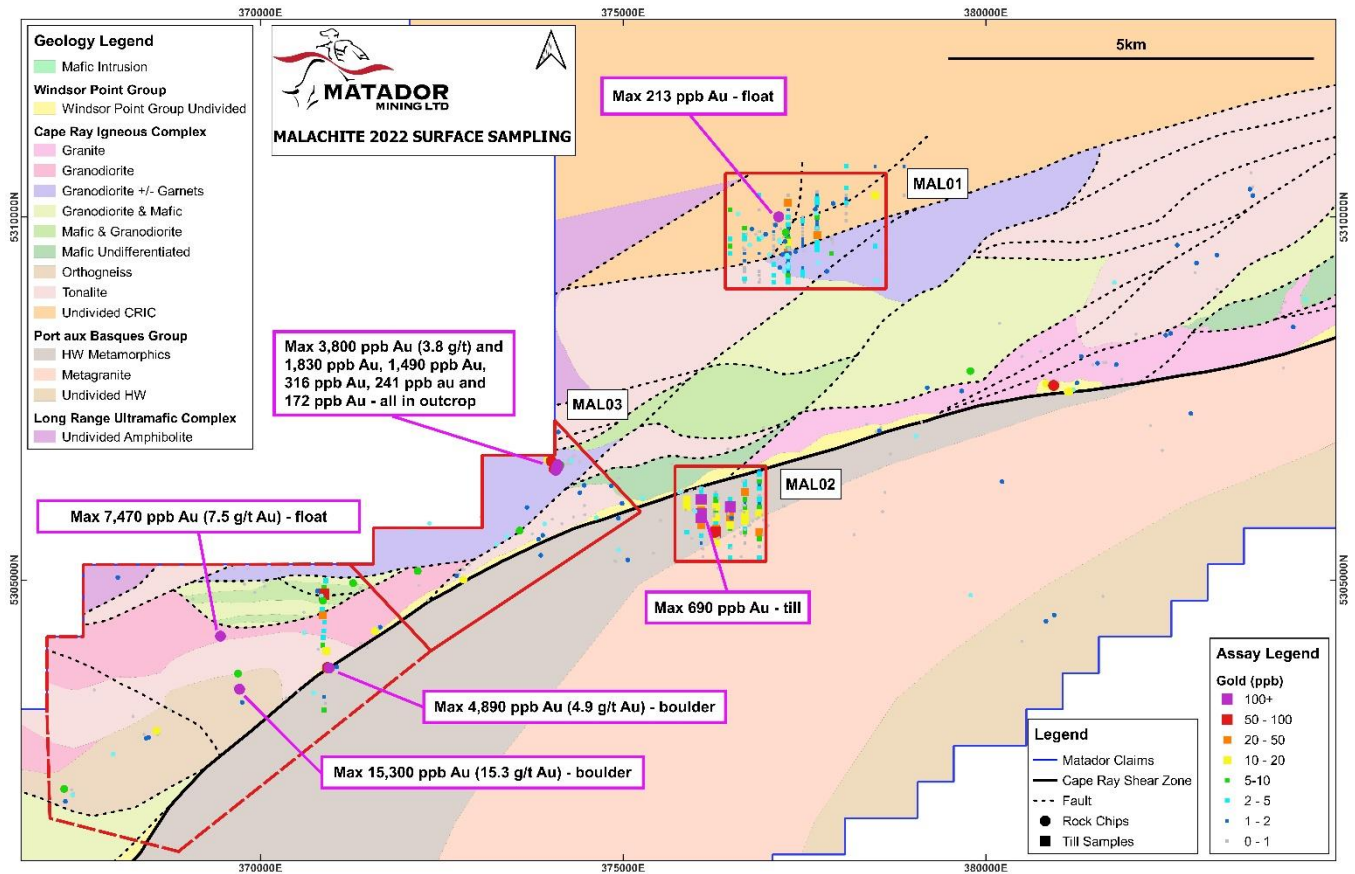 370000E
375000E
380000E
Geology Legend
Mafic Intrusion
Windsor Point Group
Windsor Point Group Undivided
Cape Ray Igneous Complex
Granite
Granodiorite
Granodiorite +/- Garnets
Granodiorite & Mafic
Mafic & Granodiorite
Mafic Undifferentiated
Orthogneiss
Tonalite
Undivided CRIC
Port aux Basques Group
HW Metamorphics
Metagranite
Undivided HW
Long Range Ultramafic Complex
Undivided Amphibolite
MATADOR
MINING LTD
MALACHITE 2022 SURFACE SAMPLING
5km
Max 213 ppb Au - float
MAL01
5310000N
5310000N
Max 3,800 ppb Au (3.8 g/t) and
1,830 ppb Au, 1,490 ppb Au,
316 ppb Au, 241 ppb au and
172 ppb Au - all in outcrop
MAL03
MAL02
Max 7,470 ppb Au (7.5 g/t Au) - float
5305000N
5305000N
Max 690 ppb Au - till
Max 4,890 ppb Au (4.9 g/t Au) - boulder
Max 15,300 ppb Au (15.3 g/t Au) - boulder
Legend
Matador Claims
Cape Ray Shear Zone
Fault
Rock Chips
Till Samples
Assay Legend
Gold (ppb)
100+
50 - 100
20 - 50
10 - 20
5-10
2 - 5
1 - 2
0 - 1
370000E
375000E
380000E